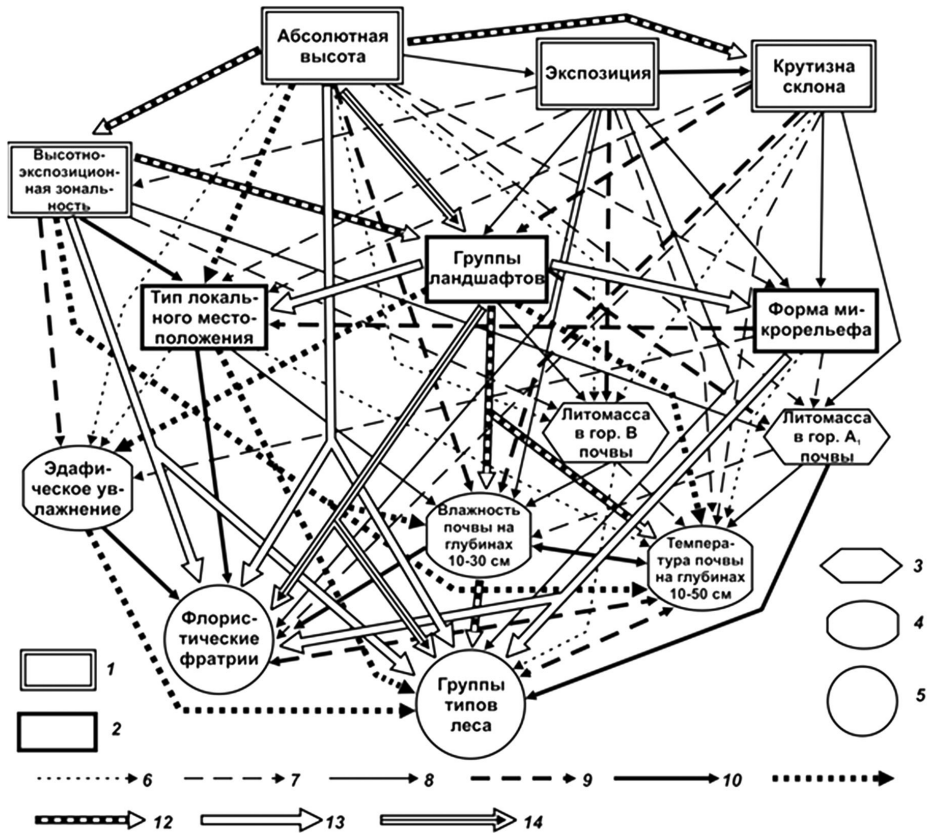 Абсолютная
высота
Экспозиция
Крутизна
склона
Высотно-
экспозицион-
ная зональ-
ность
Группы
ландшафтов
Тип локаль-
ного место-
положения
Форма ми-
крорельефа
Литомасса
в гор. В
почвы
Литомасса
в гор. А₁
почвы
Эдафи-
ческое ув-
лажнение
Влажность
почвы на
глубинах
10-30 см
Темпера-
тура почвы
на глубинах
10-50 см
Флорис-
тические
фратрии
Группы
типов
леса
1
2
3
4
5
6 7 8 9 10
12 13 14